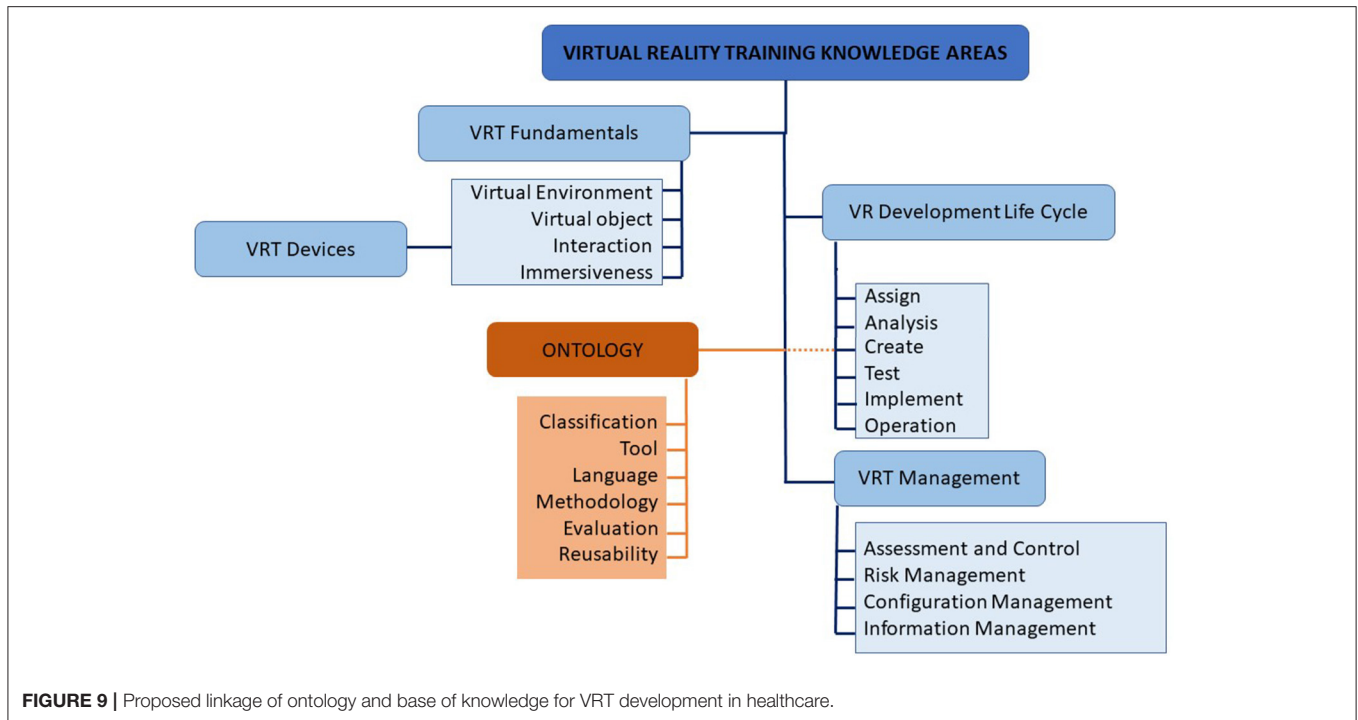 VIRTUAL REALITY TRAINING KNOWLEDGE AREAS
VRT Fundamentals
Virtual Environment
Virtual object
Interaction
Immersiveness
VRT Devices
VR Development Life Cycle
Assign
Analysis
Create
Test
Implement
Operation
ONTOLOGY
Classification
Tool
Language
Methodology
Evaluation
Reusability
VRT Management
Assessment and Control
Risk Management
Configuration Management
Information Management
FIGURE 9 | Proposed linkage of ontology and base of knowledge for VRT development in healthcare.